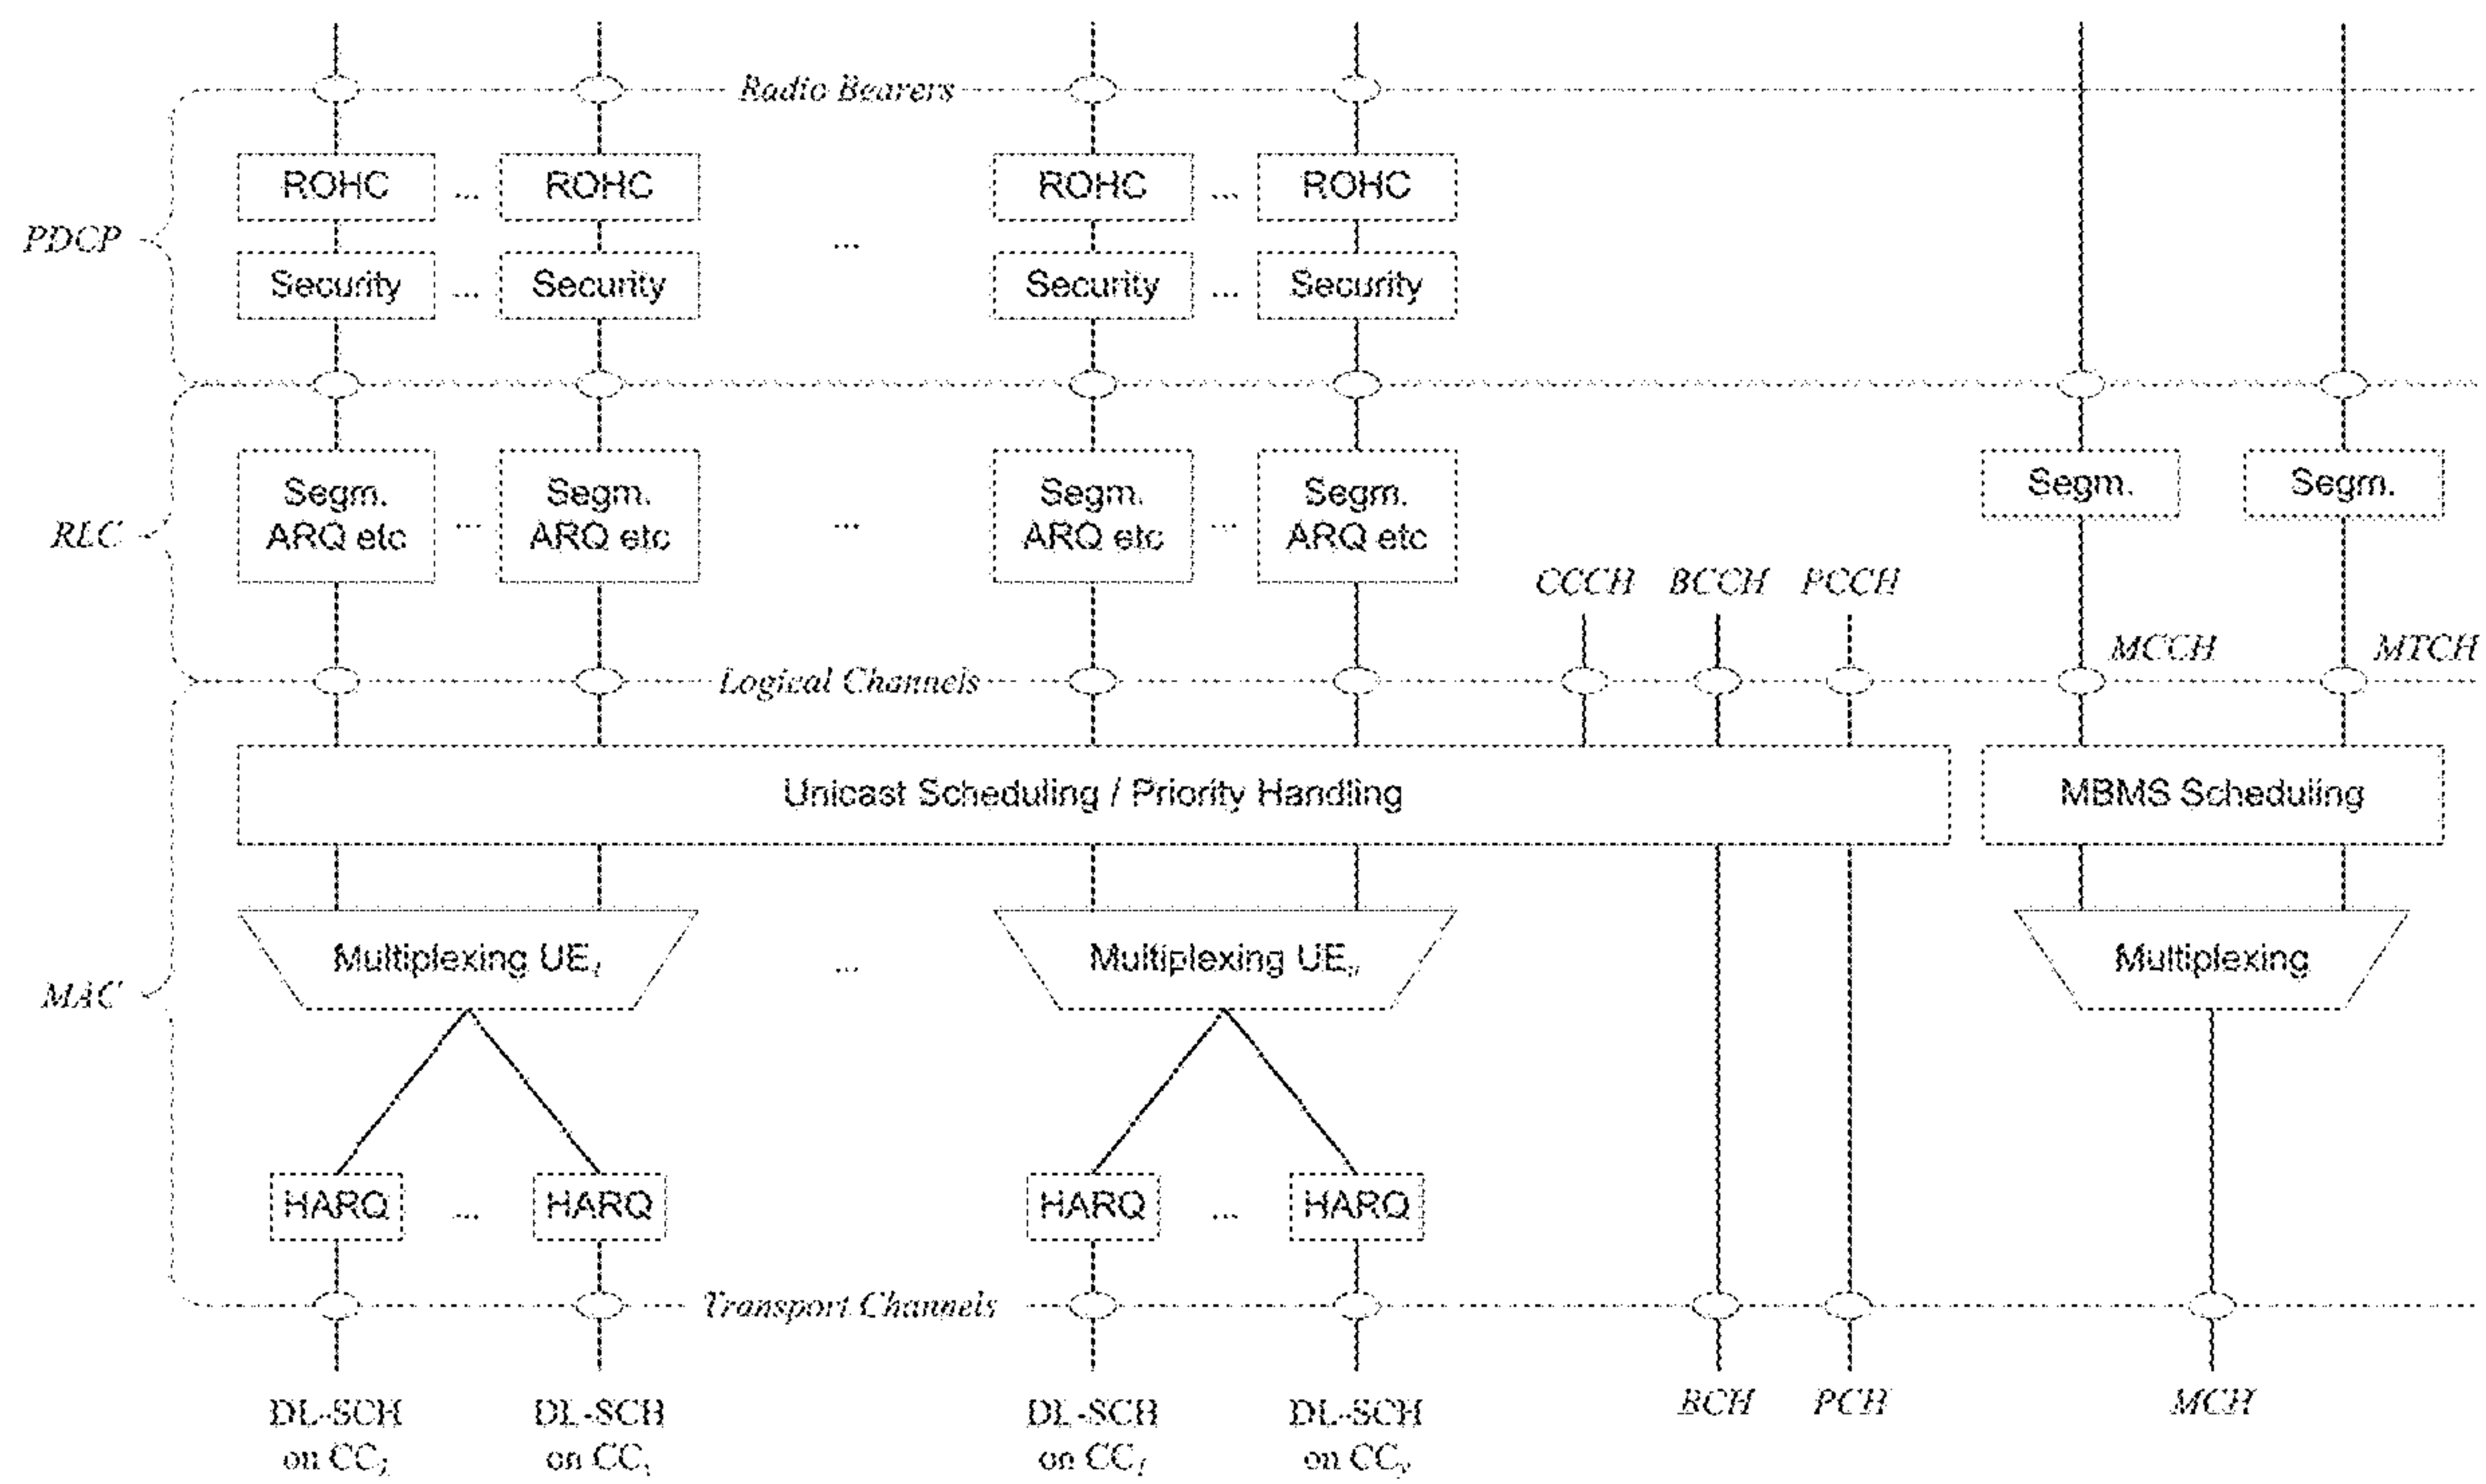 Radio Bearers
ROHC ... ROHC ROHC ... ROHC
PDCP
...
Security ... Security Security ... Security
Segm. Segm. Segm. Segm. Segm. Segm.
RLC
ARQ etc ... ARQ etc ... ARQ etc ... ARQ etc
CCCH BCCH PCCH
MCCH MTCH
Logical Channels
Unicast Scheduling / Priority Handling MBMS Scheduling
Multiplexing UE1 ... Multiplexing UEn Multiplexing
MAC
HARQ ... HARQ HARQ ... HARQ
Transport Channels
DL-SCH DL-SCH DL-SCH DL-SCH BCH PCH MCH
on CC on CC on CC on CC